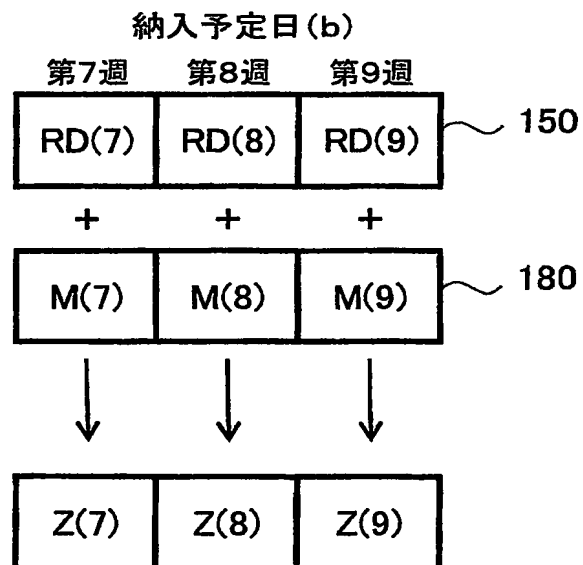 納入予定日(b)
第7週 第8週 第9週
RD(7) RD(8) RD(9) 150
+ + +
M(7) M(8) M(9) 180
Z(7) Z(8) Z(9)